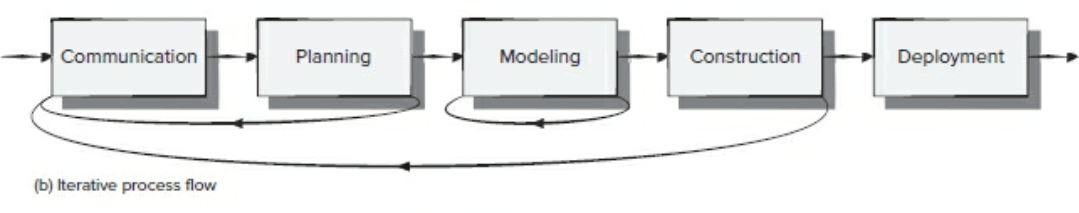 Communication
Planning
Modeling
Construction
Deployment
(b) Iterative process flow